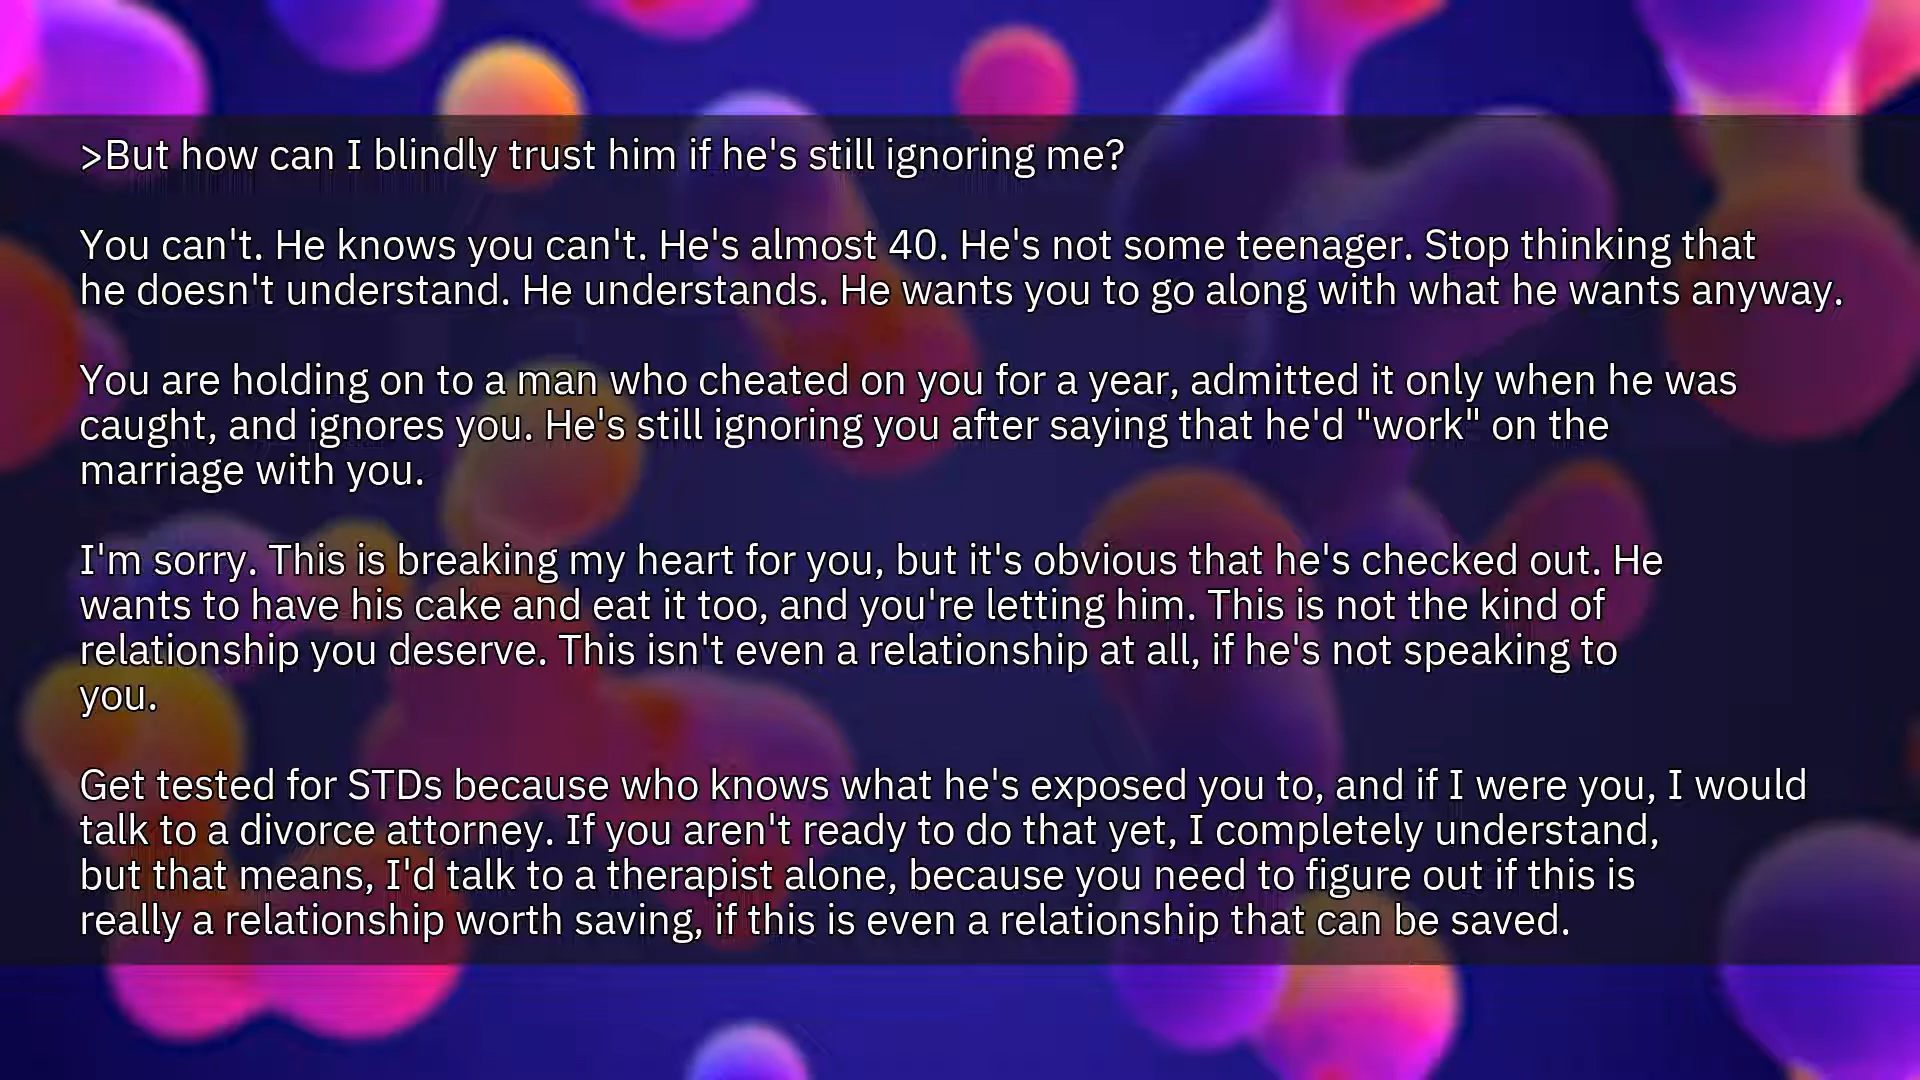 >But how can I blindly trust him if he's still ignoring me?
You can't. He knows you can't. He's almost 40. He's not some teenager. Stop thinking that
he doesn't understand. He understands. He wants you to go along with what he wants anyway.
You are holding on to a man who cheated on you for a year, admitted it only when he was
caught, and ignores you. He's still ignoring you after saying that he'd "work" on the
marriage with you.
I'm sorry. This is breaking my heart for you, but it's obvious that he's checked out. He
wants to have his cake and eat it too, and you're letting him. This is not the kind of
relationship you deserve. This isn't even a relationship at all, if he's not speaking to
you.
Get tested for STDs because who knows what he's exposed you to, and if I were you, I would
talk to a divorce attorney. If you aren't ready to do that yet, I completely understand,
but that means, I'd talk to a therapist alone, because you need to figure out if this is
really a relationship worth saving, if this is even a relationship that can be saved.